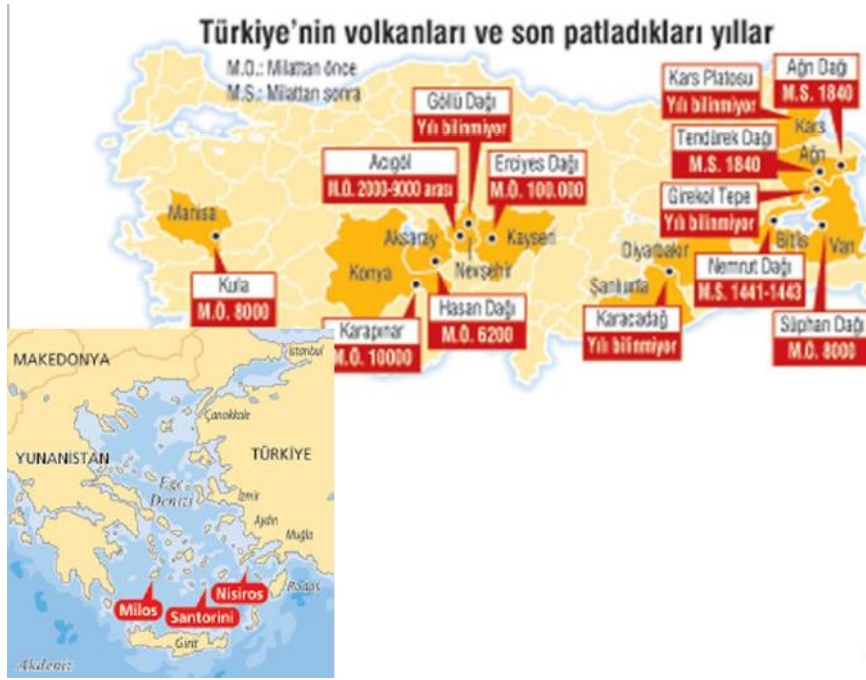 Türkiye'nin volkanları ve son patladıkları yıllar
M.Ö.: Milattan önce
M.S.: Milattan sonra
Göllü Dağı
Yılı bilinmiyor
Kars Platosu
Yılı bilinmiyor
Ağrı Dağı
M.S. 1840
Kars
Tendürek Dağı
M.S. 1840
Ağrı
Acıgöl
M.Ö. 2000-9000 arası
Erciyes Dağı
M.Ö. 100.000
Girekol Tepe
Yılı bilinmiyor
Manisa
Aksaray
Kayseri
Nevşehir
Konya
Diyarbakır
Bitlis
Van
Şanlıurfa
Kula
M.Ö. 8000
Hasan Dağı
M.Ö. 6200
Karapınar
M.Ö. 10000
Karacadağ
Yılı bilinmiyor
Nemrut Dağı
M.S. 1441-1443
Süphan Dağı
M.Ö. 8000
MAKEDONYA
İstanbul
Çanakkale
YUNANİSTAN
TÜRKİYE
Ege
Denizi
İzmir
Aydın
Muğla
Nisiros
Rodos
Milos
Santorini
Girit
Akdeniz